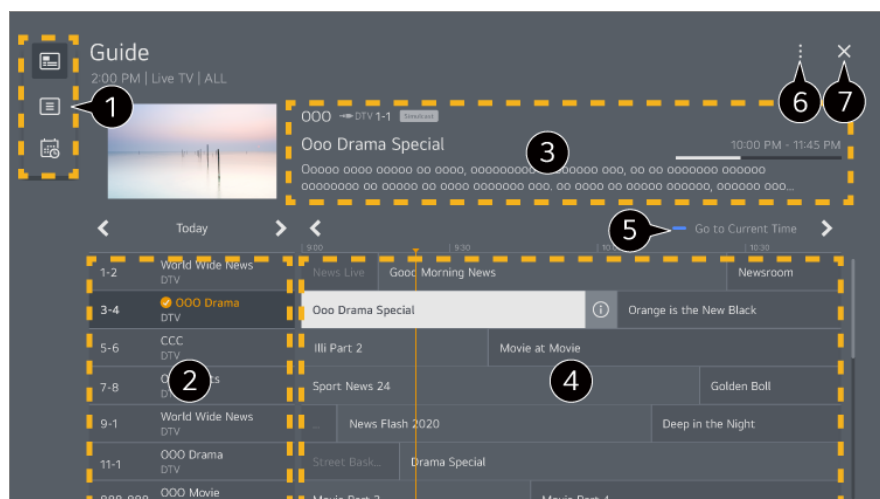 Guide
2:00 PM | Live TV | ALL
1
6
7
OOO DTV 1-1 Simulcast
Ooo Drama Special
3
10:00 PM - 11:45 PM
Ooooo oooo ooooo oo oooo,
ooo, oo oo ooooooo oooooo
ooooooooo oo ooooo oo oooo ooooooo ooo. oo oooo oo ooooo oooooo, oooooo ooo...
Today
5
Go to Current Time
9:00
9:30
10:30
1-2
World Wide News
DTV
News Live
Good Morning News
Newsroom
3-4
OOO Drama
DTV
Ooo Drama Special
Orange is the New Black
5-6
CCC
DTV
Illi Part 2
Movie at Movie
7-8
2
Sport News 24
4
Golden Boll
9-1
World Wide News
DTV
...
News Flash 2020
Deep in the Night
11-1
OOO Drama
DTV
Street Bask...
Drama Special
OOO Movie